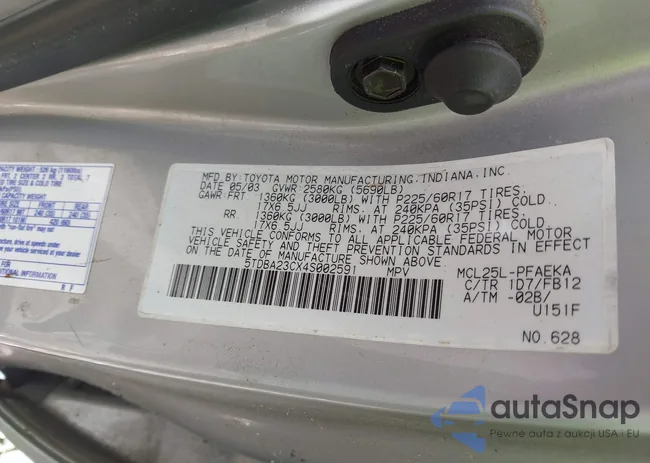 MFD. BY: TOYOTA MOTOR MANUFACTURING, INDIANA, INC.
DATE 05/03 GVWR 2580KG (5690LB)
GAWR: FRT 1360KG (3000LB) WITH P225/60R17 TIRES,
17X6.5JJ RIMS, AT 240KPA (35PSI) COLD
RR 1360KG (3000LB) WITH P225/60R17 TIRES,
17X6.5JJ RIMS, AT 240KPA (35PSI) COLD
THIS VEHICLE CONFORMS TO ALL APPLICABLE FEDERAL MOTOR
VEHICLE SAFETY AND THEFT PREVENTION STANDARDS IN EFFECT
ON THE DATE OF MANUFACTURE SHOWN ABOVE.
5TDBA23CX4S002591 MPV
MCL25L-PFAEKA
C/TR 1D7/FB12
A/TM -02B/
U151F
NO.628
FRONT REAR
INFORMATION
autaSnap
Pewne auta z aukcji USA i EU